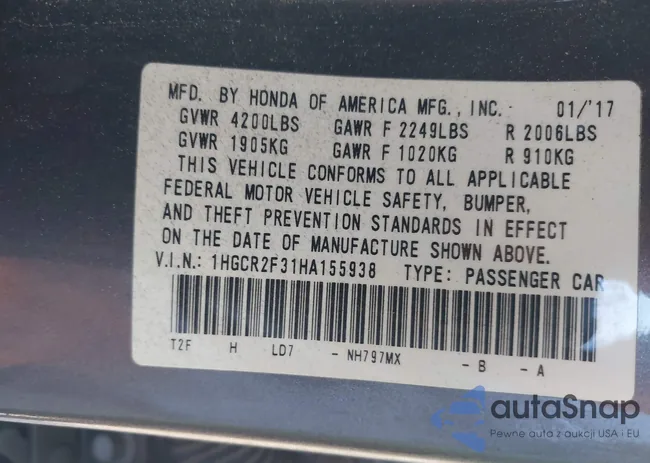 MFD. BY HONDA OF AMERICA MFG., INC. 01/'17
GVWR 4200LBS GAWR F 2249LBS R 2006LBS
GVWR 1905KG GAWR F 1020KG R 910KG
THIS VEHICLE CONFORMS TO ALL APPLICABLE
FEDERAL MOTOR VEHICLE SAFETY, BUMPER,
AND THEFT PREVENTION STANDARDS IN EFFECT
ON THE DATE OF MANUFACTURE SHOWN ABOVE.
V.I.N.: 1HGCR2F31HA155938 TYPE: PASSENGER CAR
T2F H LD7 - NH797MX - B - A
autaSnap
Pewne auta z aukcji USA i EU